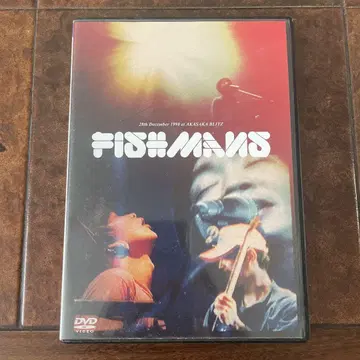 28th December 1998 at AKASAKA BLITZ
FISHMANS
DVD
VIDEO